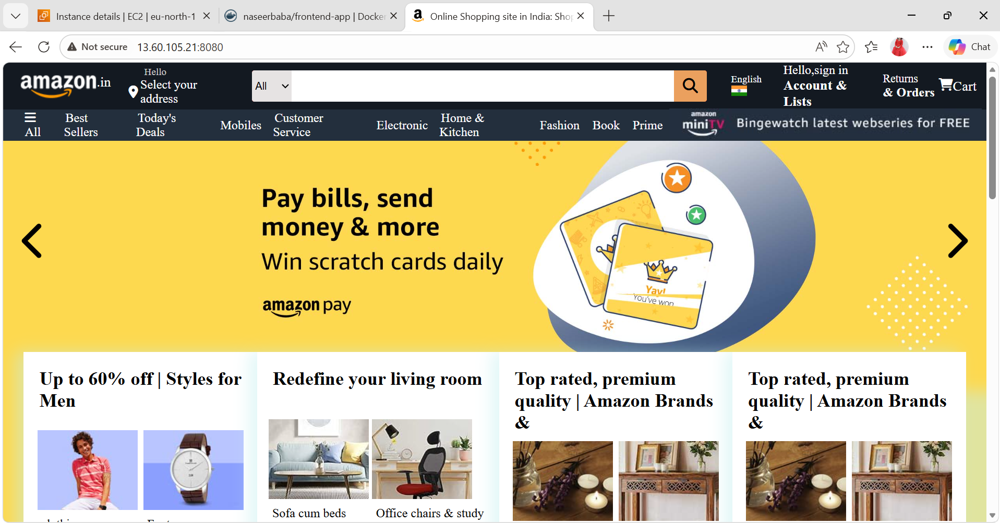 Instance details | EC2 | eu-north-1
naseerbaba/frontend-app | Docker
Online Shopping site in India: Shop
Not secure 13.60.105.21:8080
Chat
amazon.in
Hello
Select your
address
All
English
Hello,sign in
Account &
Lists
Returns
& Orders
Cart
All
Best
Sellers
Today's
Deals
Mobiles
Customer
Service
Electronic
Home &
Kitchen
Fashion
Book
Prime
amazon
miniTV
Bingewatch latest webseries for FREE
Pay bills, send
money & more
Win scratch cards daily
amazon pay
Yay!
You've won
Up to 60% off | Styles for
Men
Redefine your living room
Top rated, premium
quality | Amazon Brands
&
Top rated, premium
quality | Amazon Brands
&
Sofa cum beds
Office chairs & study